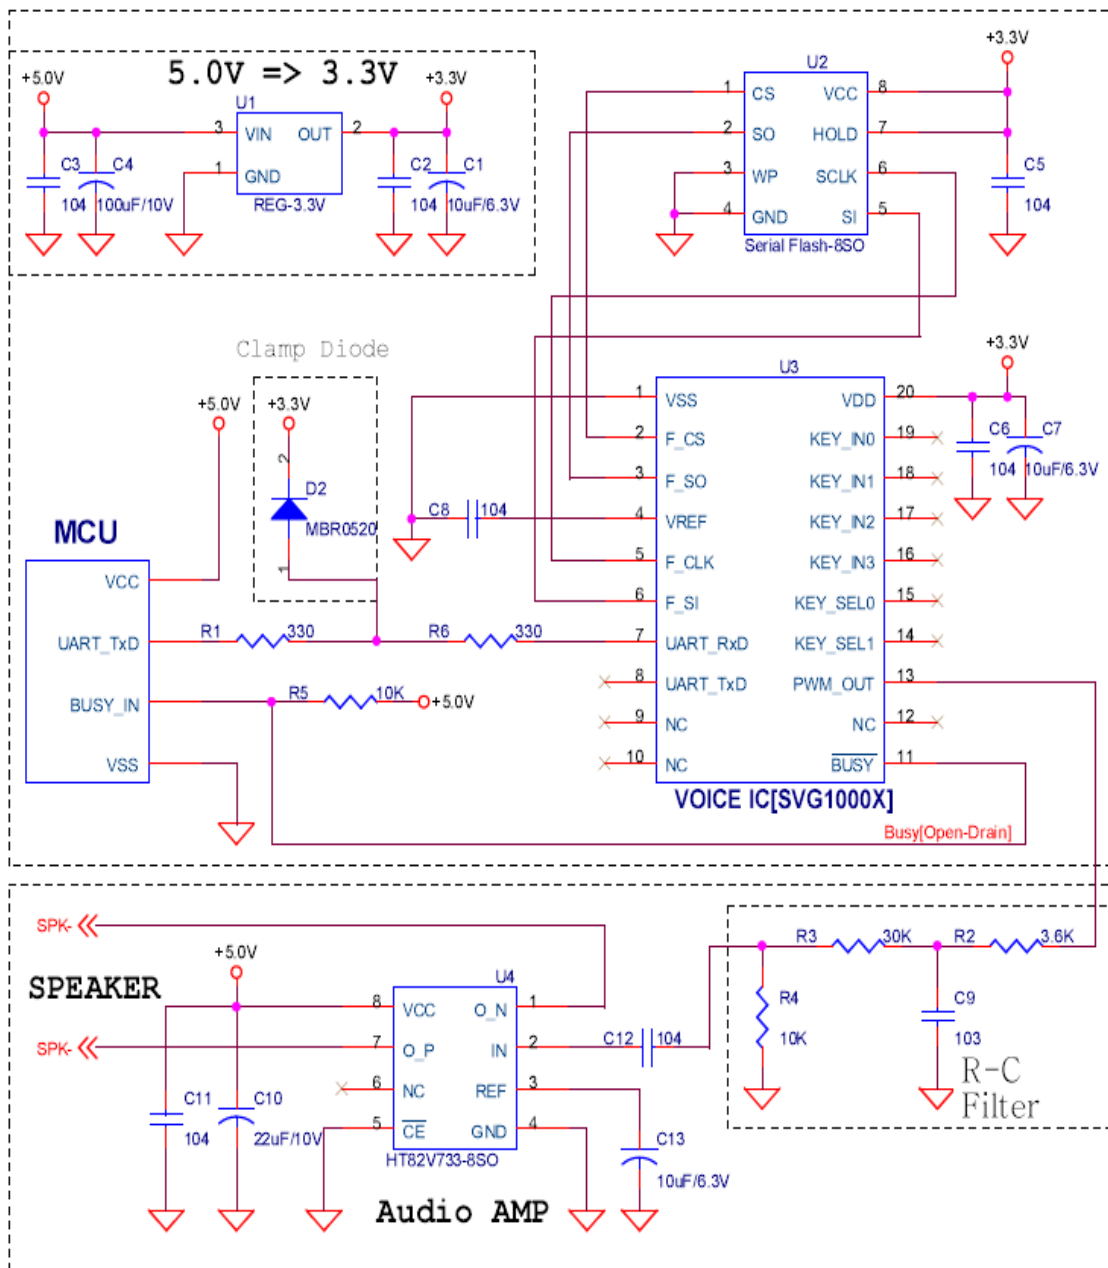 5.0V => 3.3V
+5.0V
+3.3V
U1
3 VIN OUT 2
1 GND
REG-3.3V
C3
104
C4
100uF/10V
C2
104
C1
10uF/6.3V
U2
+3.3V
1 CS VCC 8
2 SO HOLD 7
3 WP SCLK 6
4 GND SI 5
Serial Flash-8SO
C5
104
Clamp Diode
+5.0V
+3.3V
2
D2
MBR0520
1
MCU
VCC
UART_TxD
BUSY_IN
VSS
R1 330
R6 330
R5 10K
+5.0V
C8 104
U3
+3.3V
1 VSS VDD 20
2 F_CS KEY_IN0 19
3 F_SO KEY_IN1 18
4 VREF KEY_IN2 17
5 F_CLK KEY_IN3 16
6 F_SI KEY_SEL0 15
7 UART_RxD KEY_SEL1 14
8 UART_TxD PWM_OUT 13
9 NC NC 12
10 NC BUSY 11
VOICE IC[SVG1000X]
C6
104
C7
10uF/6.3V
Busy[Open-Drain]
SPK-
+5.0V
SPEAKER
SPK-
U4
8 VCC O_N 1
7 O_P IN 2
6 NC REF 3
5 CE GND 4
HT82V733-8SO
C11
104
C10
22uF/10V
C12 104
C13
10uF/6.3V
Audio AMP
R3 30K
R2 3.6K
R4
10K
C9
103
R-C
Filter